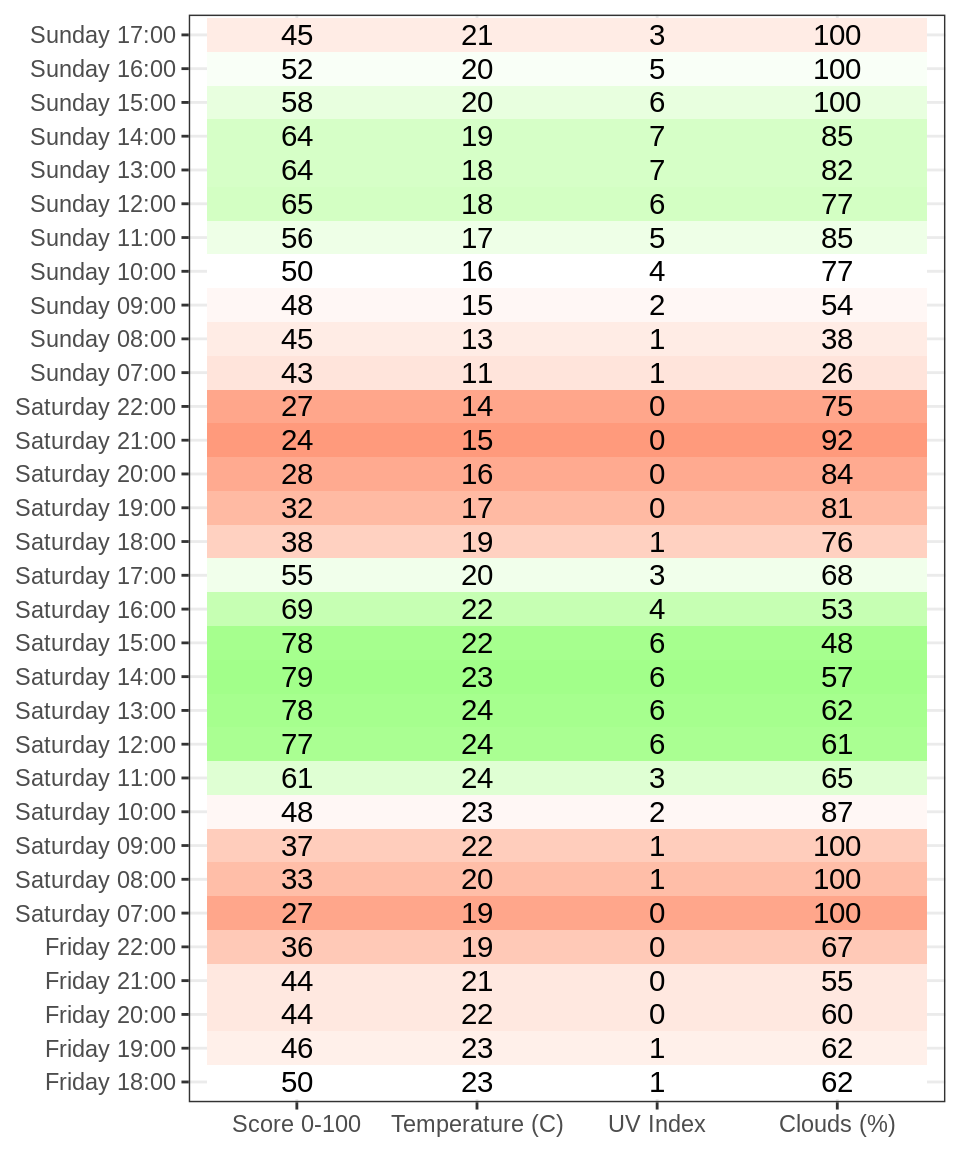 Sunday 17:00 45 21 3 100
Sunday 16:00 52 20 5 100
Sunday 15:00 58 20 6 100
Sunday 14:00 64 19 7 85
Sunday 13:00 64 18 7 82
Sunday 12:00 65 18 6 77
Sunday 11:00 56 17 5 85
Sunday 10:00 50 16 4 77
Sunday 09:00 48 15 2 54
Sunday 08:00 45 13 1 38
Sunday 07:00 43 11 1 26
Saturday 22:00 27 14 0 75
Saturday 21:00 24 15 0 92
Saturday 20:00 28 16 0 84
Saturday 19:00 32 17 0 81
Saturday 18:00 38 19 1 76
Saturday 17:00 55 20 3 68
Saturday 16:00 69 22 4 53
Saturday 15:00 78 22 6 48
Saturday 14:00 79 23 6 57
Saturday 13:00 78 24 6 62
Saturday 12:00 77 24 6 61
Saturday 11:00 61 24 3 65
Saturday 10:00 48 23 2 87
Saturday 09:00 37 22 1 100
Saturday 08:00 33 20 1 100
Saturday 07:00 27 19 0 100
Friday 22:00 36 19 0 67
Friday 21:00 44 21 0 55
Friday 20:00 44 22 0 60
Friday 19:00 46 23 1 62
Friday 18:00 50 23 1 62
Score 0-100 Temperature (C) UV Index Clouds (%)